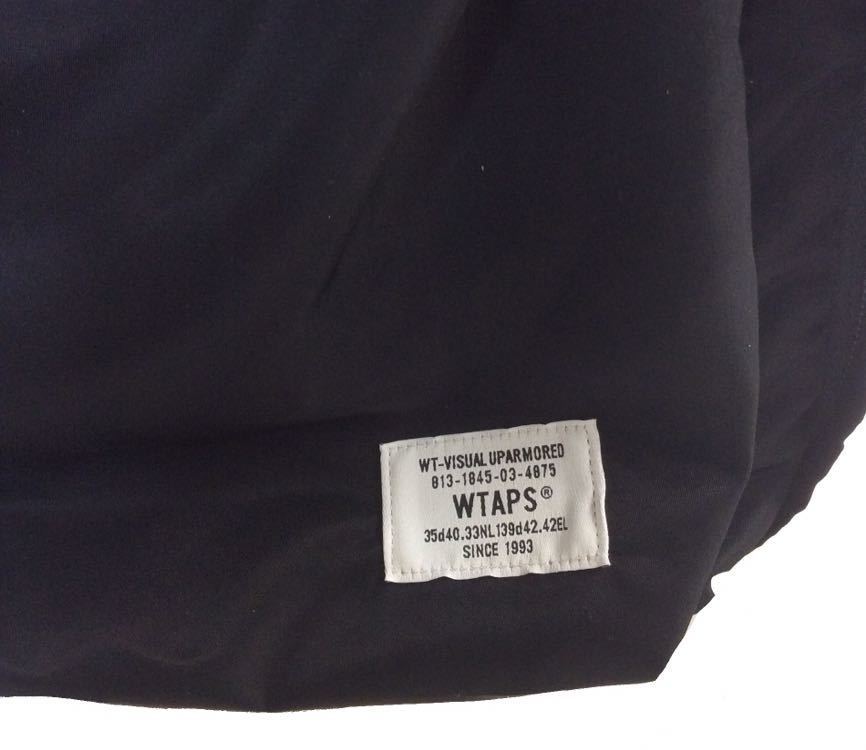 WT-VISUAL UPARMORED
813-1845-03-4875
WTAPS®
35d40.33NL139d42.42EL
SINCE 1993